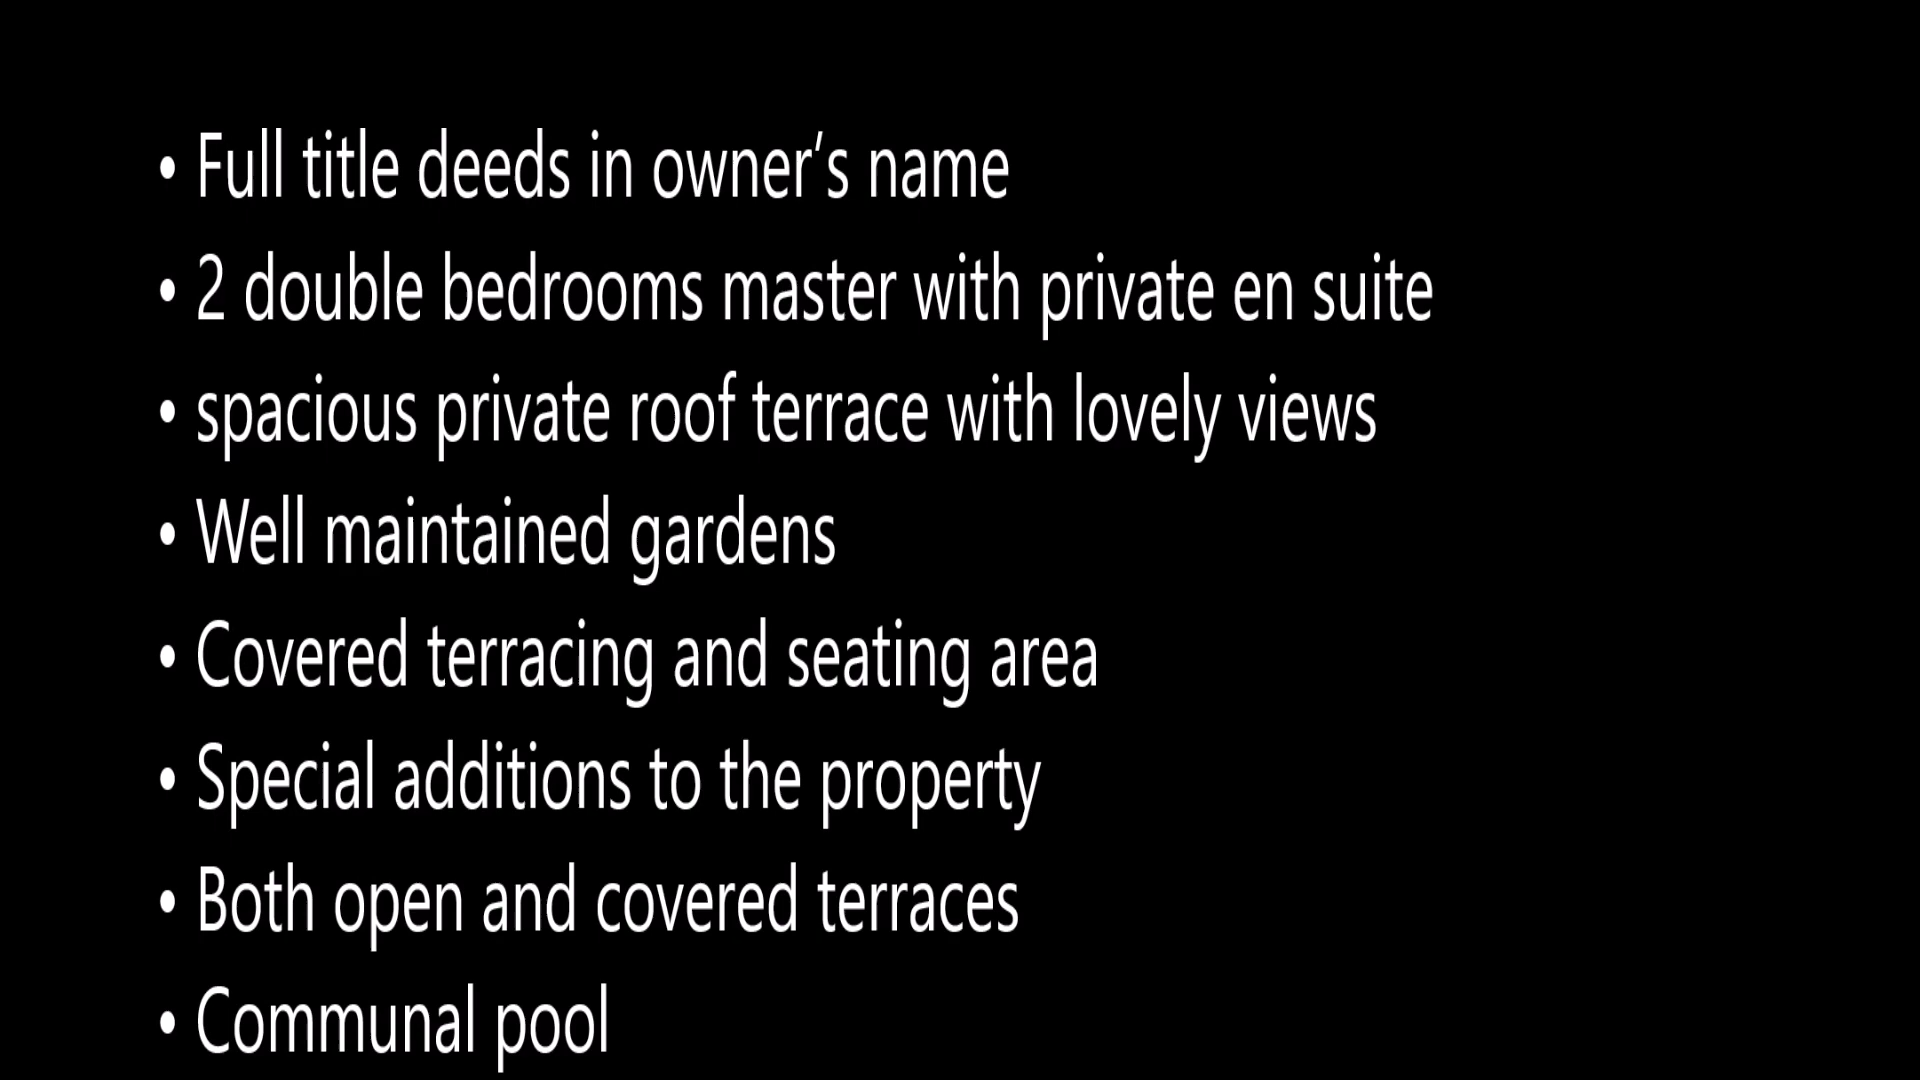 • Full title deeds in owner‘s name
• 2 double bedrooms master with private en suite
• spacious private roof terrace with lovely views
• Well maintained gardens
• Covered terracing and seating area
• Special additions to the property
• Both open and covered terraces
• Communal pool